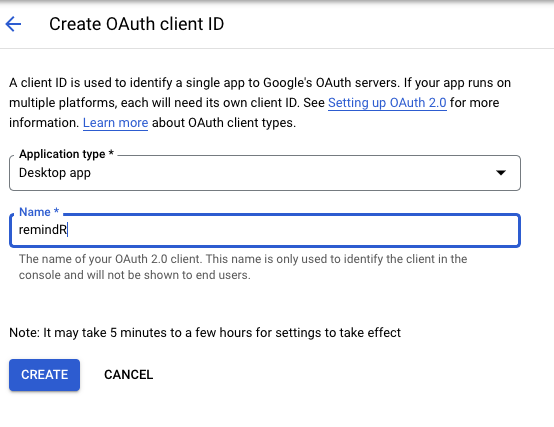 Create OAuth client ID
A client ID is used to identify a single app to Google's OAuth servers. If your app runs on
multiple platforms, each will need its own client ID. See Setting up OAuth 2.0 for more
information. Learn more about OAuth client types.
Application type *
Desktop app
Name *
remindR
The name of your OAuth 2.0 client. This name is only used to identify the client in the
console and will not be shown to end users.
Note: It may take 5 minutes to a few hours for settings to take effect
CREATE CANCEL